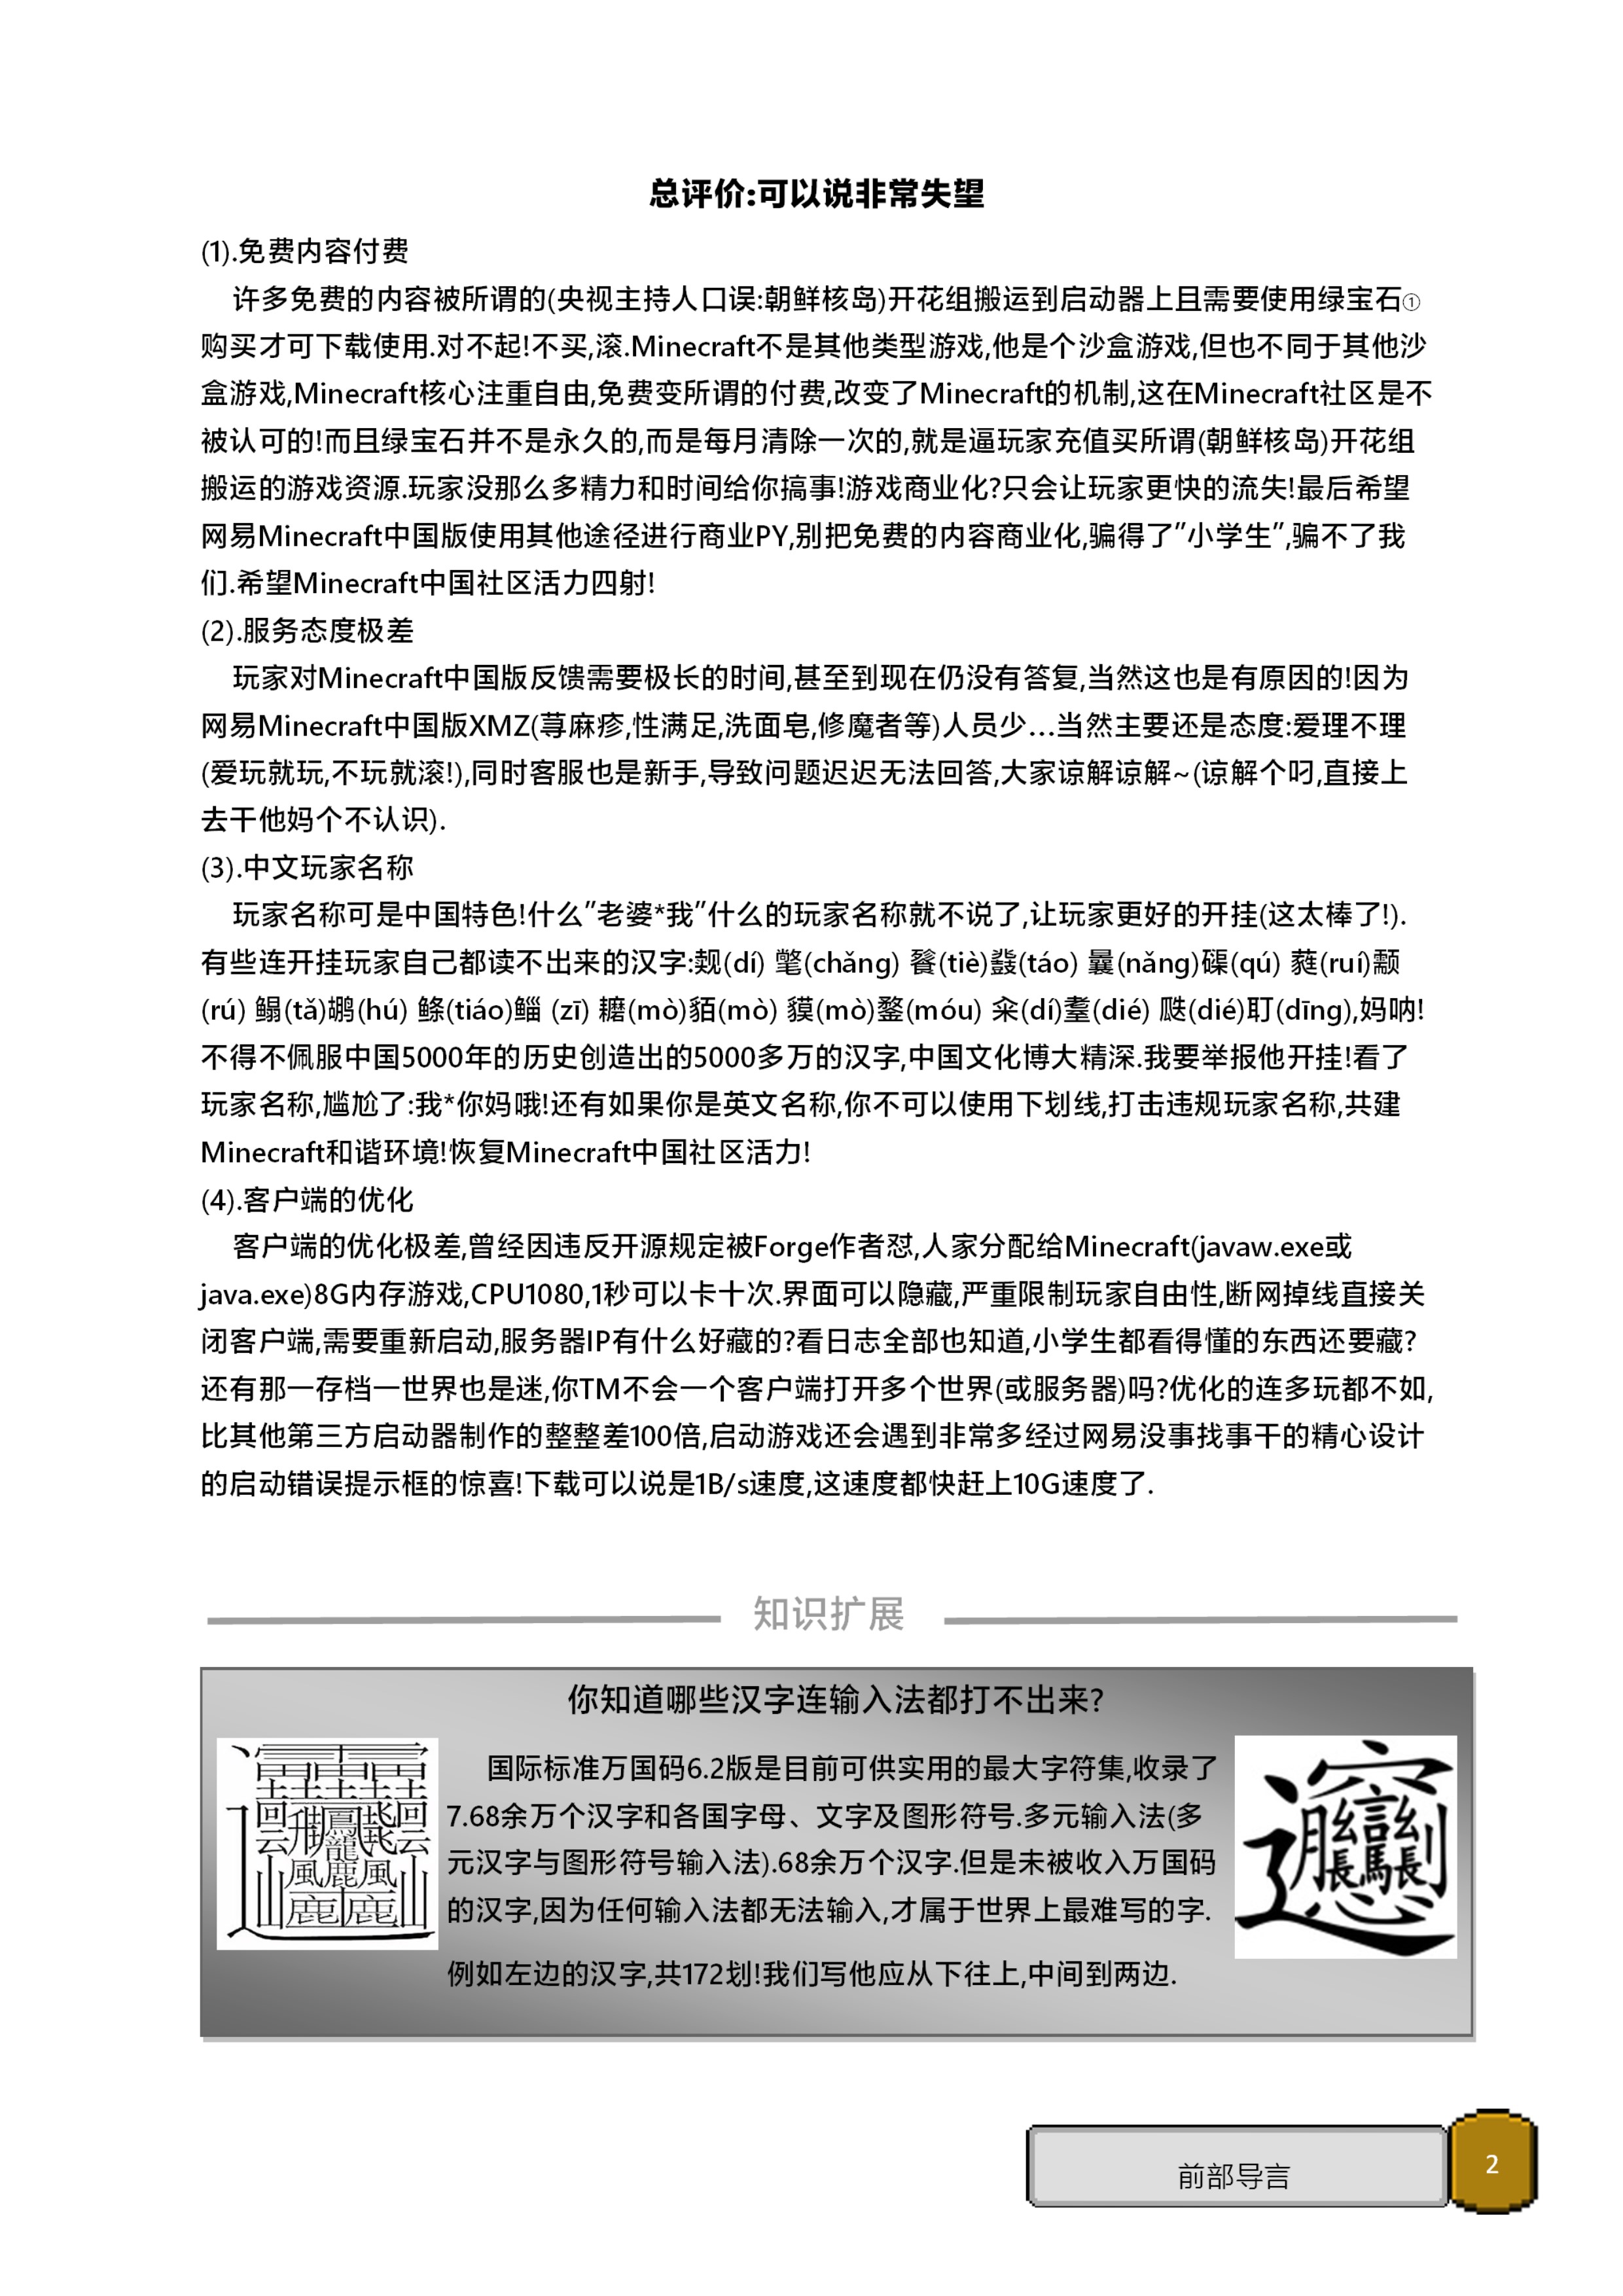 总评价:可以说非常失望
(1).免费内容付费
许多免费的内容被所谓的(央视主持人口误:朝鲜核岛)开花组搬运到启动器上且需要使用绿宝石①
购买才可下载使用.对不起!不买,滚.Minecraft不是其他类型游戏,他是个沙盒游戏,但也不同于其他沙
盒游戏,Minecraft核心注重自由,免费变所谓的付费,改变了Minecraft的机制,这在Minecraft社区是不
被认可的!而且绿宝石并不是永久的,而是每月清除一次的,就是逼玩家充值买所谓(朝鲜核岛)开花组
搬运的游戏资源.玩家没那么多精力和时间给你搞事!游戏商业化?只会让玩家更快的流失!最后希望
网易Minecraft中国版使用其他途径进行商业PY,别把免费的内容商业化,骗得了"小学生",骗不了我
们.希望Minecraft中国社区活力四射!
(2).服务态度极差
玩家对Minecraft中国版反馈需要极长的时间,甚至到现在仍没有答复,当然这也是有原因的!因为
网易Minecraft中国版XMZ(荨麻疹,性满足,洗面皂,修魔者等)人员少...当然主要还是态度:爱理不理
(爱玩就玩,不玩就滚!),同时客服也是新手,导致问题迟迟无法回答,大家谅解谅解~(谅解个叼,直接上
去干他妈个不认识).
(3).中文玩家名称
玩家名称可是中国特色!什么"老婆*我"什么的玩家名称就不说了,让玩家更好的开挂(这太棒了!).
有些连开挂玩家自己都读不出来的汉字:觌(dí) 氅(chǎng) 餮(tiè)鼗(táo) 曩(nǎng)磲(qú) 蕤(ruí)颥
(rú) 鳎(tǎ)鹕(hú) 鲦(tiáo)鲻 (zī) 耱(mò)貊(mò) 貘(mò)鍪(móu) 籴(dí)耋(dié) 瓞(dié)耵(dīng),妈呐!
不得不佩服中国5000年的历史创造出的5000多万的汉字,中国文化博大精深.我要举报他开挂!看了
玩家名称,尴尬了:我*你妈哦!还有如果你是英文名称,你不可以使用下划线,打击违规玩家名称,共建
Minecraft和谐环境!恢复Minecraft中国社区活力!
(4).客户端的优化
客户端的优化极差,曾经因违反开源规定被Forge作者怼,人家分配给Minecraft(javaw.exe或
java.exe)8G内存游戏,CPU1080,1秒可以卡十次.界面可以隐藏,严重限制玩家自由性,断网掉线直接关
闭客户端,需要重新启动,服务器IP有什么好藏的?看日志全部也知道,小学生都看得懂的东西还要藏?
还有那一存档一世界也是迷,你TM不会一个客户端打开多个世界(或服务器)吗?优化的连多玩都不如,
比其他第三方启动器制作的整整差100倍,启动游戏还会遇到非常多经过网易没事找事干的精心设计
的启动错误提示框的惊喜!下载可以说是1B/s速度,这速度都快赶上10G速度了.
知识扩展
你知道哪些汉字连输入法都打不出来?
国际标准万国码6.2版是目前可供实用的最大字符集,收录了
7.68余万个汉字和各国字母、文字及图形符号.多元输入法(多
元汉字与图形符号输入法).68余万个汉字.但是未被收入万国码
的汉字,因为任何输入法都无法输入,才属于世界上最难写的字.
例如左边的汉字,共172划!我们写他应从下往上,中间到两边.
前部导言
2